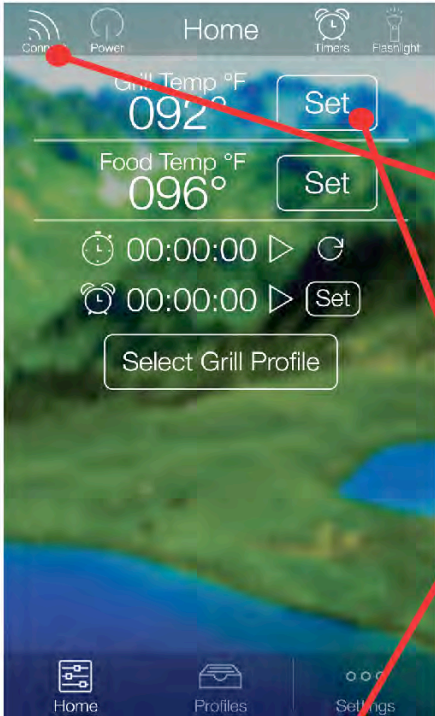 Home
Connect Power Timers Flashlight
Grill Temp °F
092° Set
Food Temp °F
096° Set
00:00:00
00:00:00 Set
Select Grill Profile
Home Profiles Settings